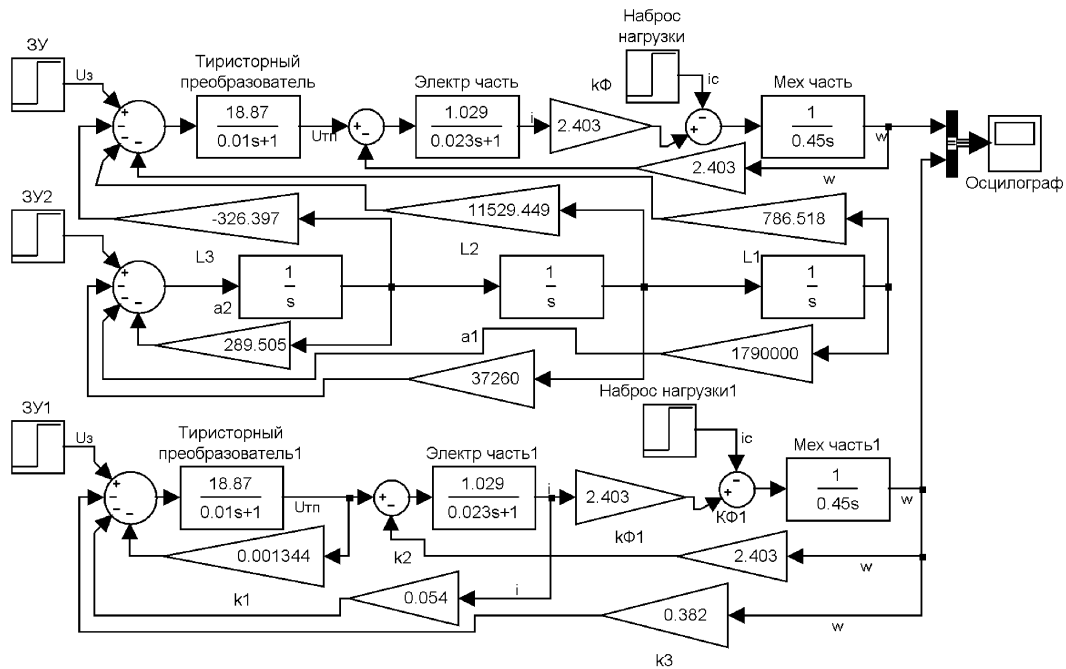 Наброс
нагрузки
ЗУ
Uз
Тиристорный
преобразователь
Электр часть
kФ
ic
Мех часть
+
-
-
-
18.87
0.01s+1
Uтп
+
-
1.029
0.023s+1
i
2.403
-
+
1
0.45s
w
2.403
w
Осцилограф
-326.397
11529.449
786.518
ЗУ2
L3
L2
L1
+
-
-
-
1
s
1
s
1
s
a2
289.505
a1
1790000
37260
Наброс нагрузки1
ЗУ1
Uз
Тиристорный
преобразователь1
Электр часть1
ic
Мех часть1
+
-
-
-
18.87
0.01s+1
Uтп
+
-
1.029
0.023s+1
i
2.403
-
+
КФ1
1
0.45s
w
0.001344
k2
kФ1
2.403
w
k1
0.054
i
0.382
w
k3